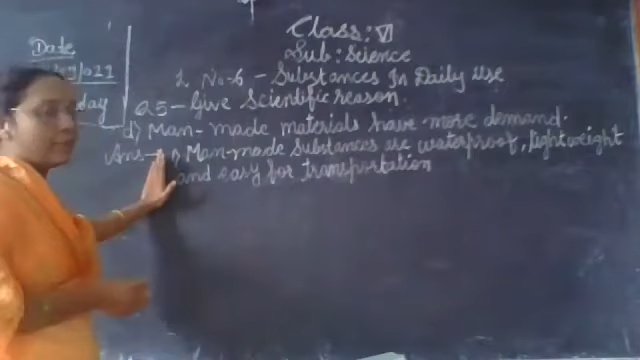 Class: VI
Sub: Science
Date
L No-6 - Substances In Daily Use
day
Q5- Give Scientific reason.
d) Man-made materials have more demand.
Ans → 1) Man-made substances are waterproof, lightweight
and easy for transportation